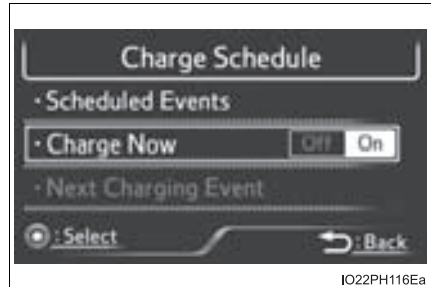 Charge Schedule
・Scheduled Events
・Charge Now Off On
・Next Charging Event
:Select :Back
IO22PH116Ea